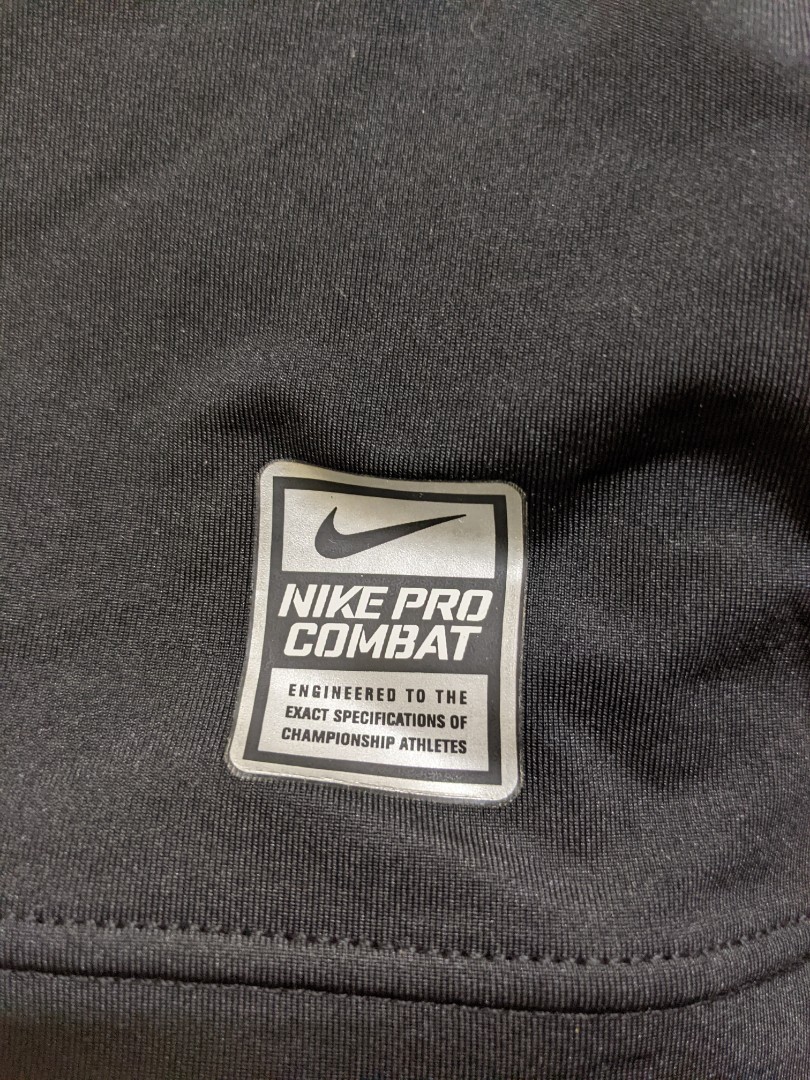 NIKE PRO
COMBAT
ENGINEERED TO THE
EXACT SPECIFICATIONS OF
CHAMPIONSHIP ATHLETES